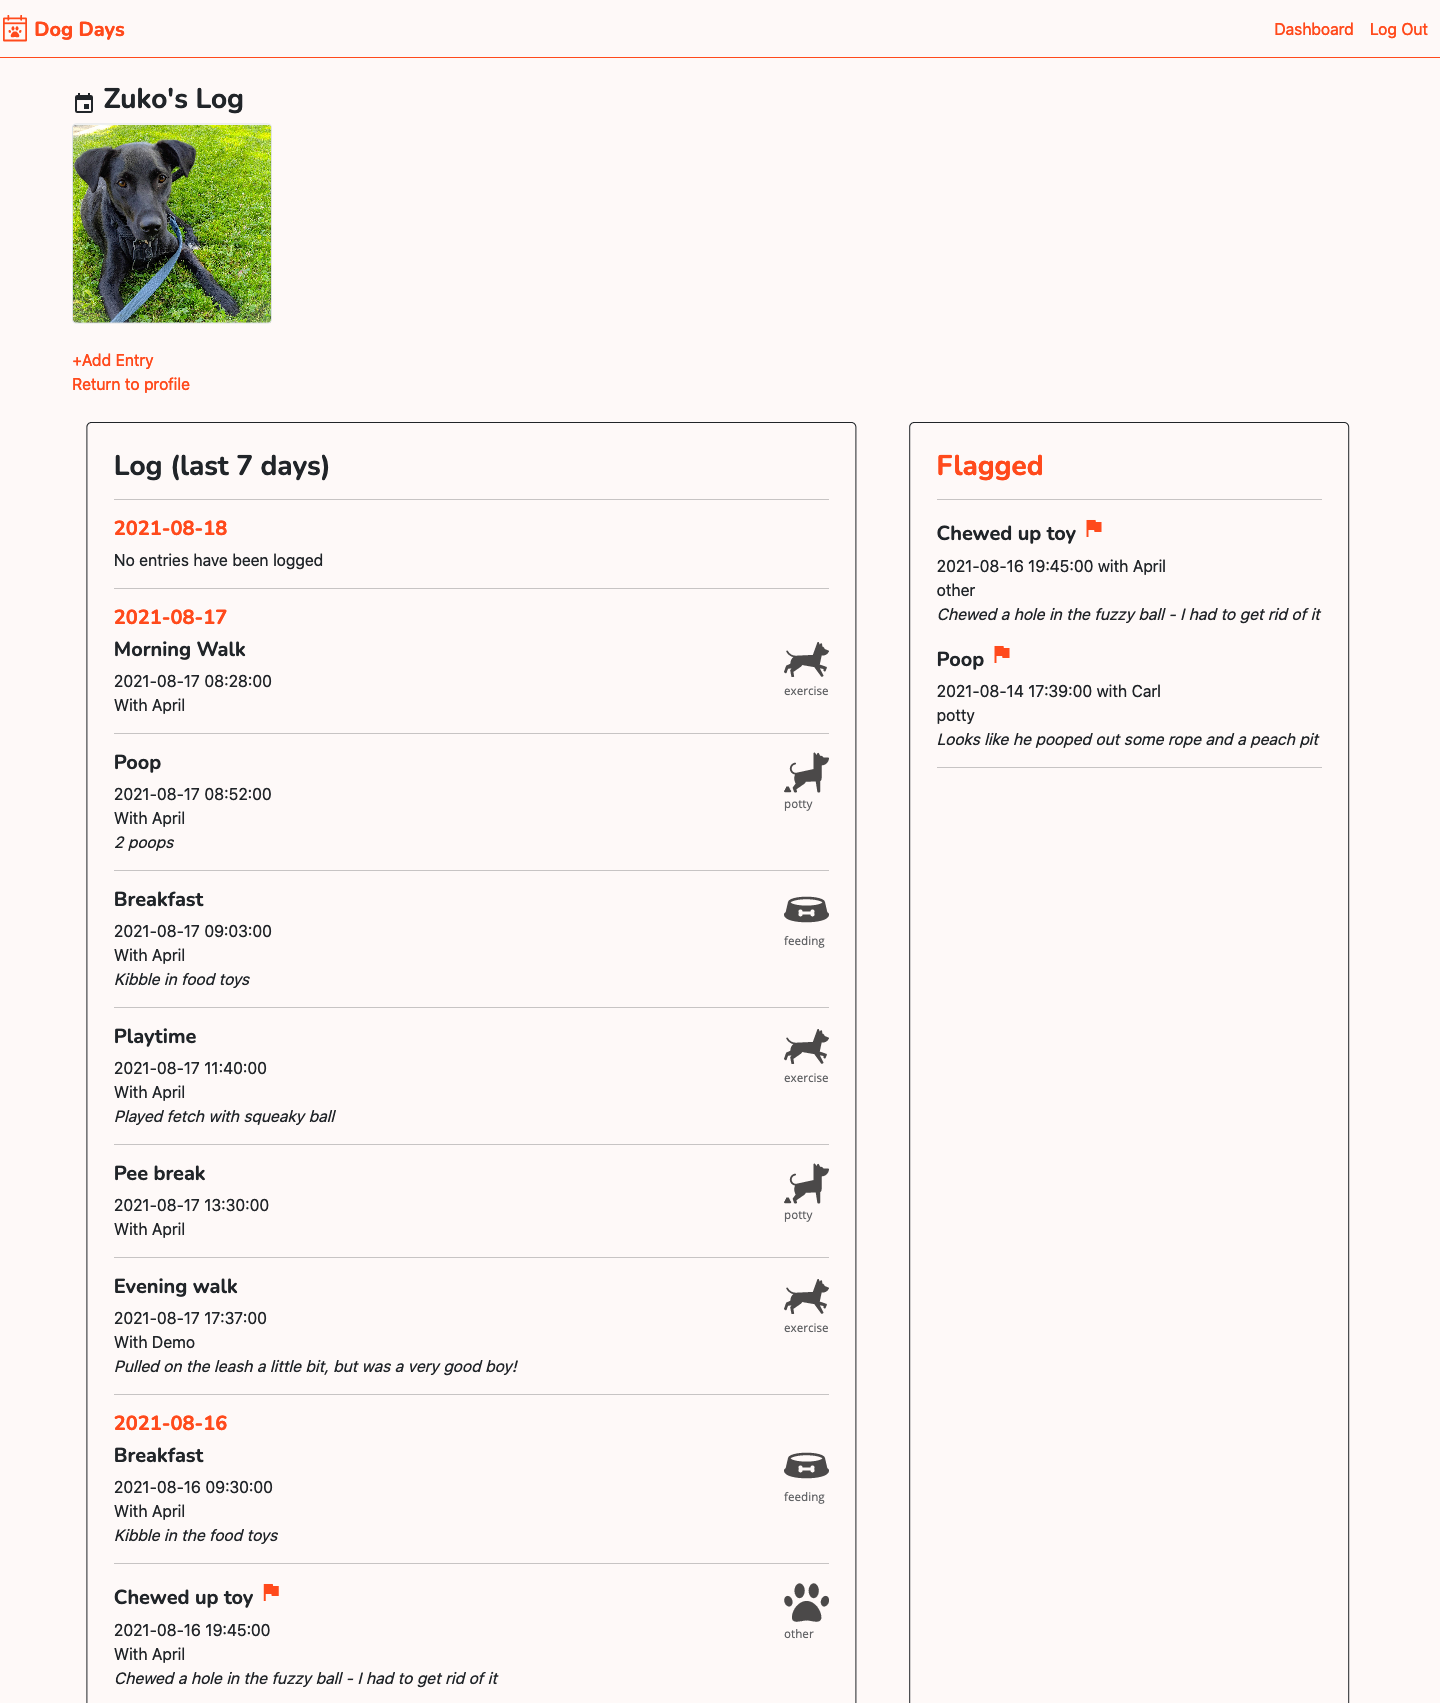 Dog Days
Dashboard Log Out
Zuko's Log
+Add Entry
Return to profile
Log (last 7 days)
2021-08-18
No entries have been logged
2021-08-17
Morning Walk
2021-08-17 08:28:00
With April
exercise
Poop
2021-08-17 08:52:00
With April
2 poops
potty
Breakfast
2021-08-17 09:03:00
With April
Kibble in food toys
feeding
Playtime
2021-08-17 11:40:00
With April
Played fetch with squeaky ball
exercise
Pee break
2021-08-17 13:30:00
With April
potty
Evening walk
2021-08-17 17:37:00
With Demo
Pulled on the leash a little bit, but was a very good boy!
exercise
2021-08-16
Breakfast
2021-08-16 09:30:00
With April
Kibble in the food toys
feeding
Chewed up toy
2021-08-16 19:45:00
With April
Chewed a hole in the fuzzy ball - I had to get rid of it
other
Flagged
Chewed up toy
2021-08-16 19:45:00 with April
other
Chewed a hole in the fuzzy ball - I had to get rid of it
Poop
2021-08-14 17:39:00 with Carl
potty
Looks like he pooped out some rope and a peach pit